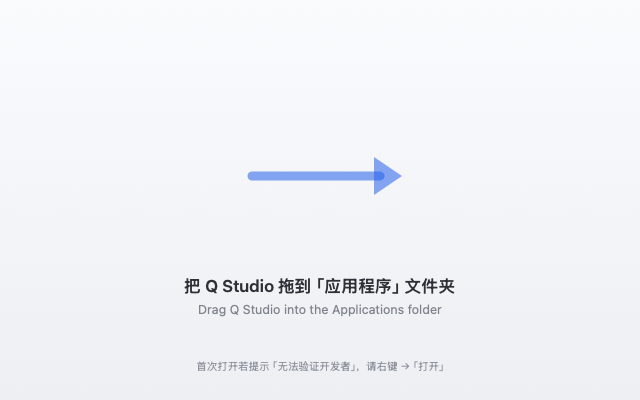 把 Q Studio 拖到「应用程序」文件夹
Drag Q Studio into the Applications folder
首次打开若提示「无法验证开发者」，请右键 →「打开」